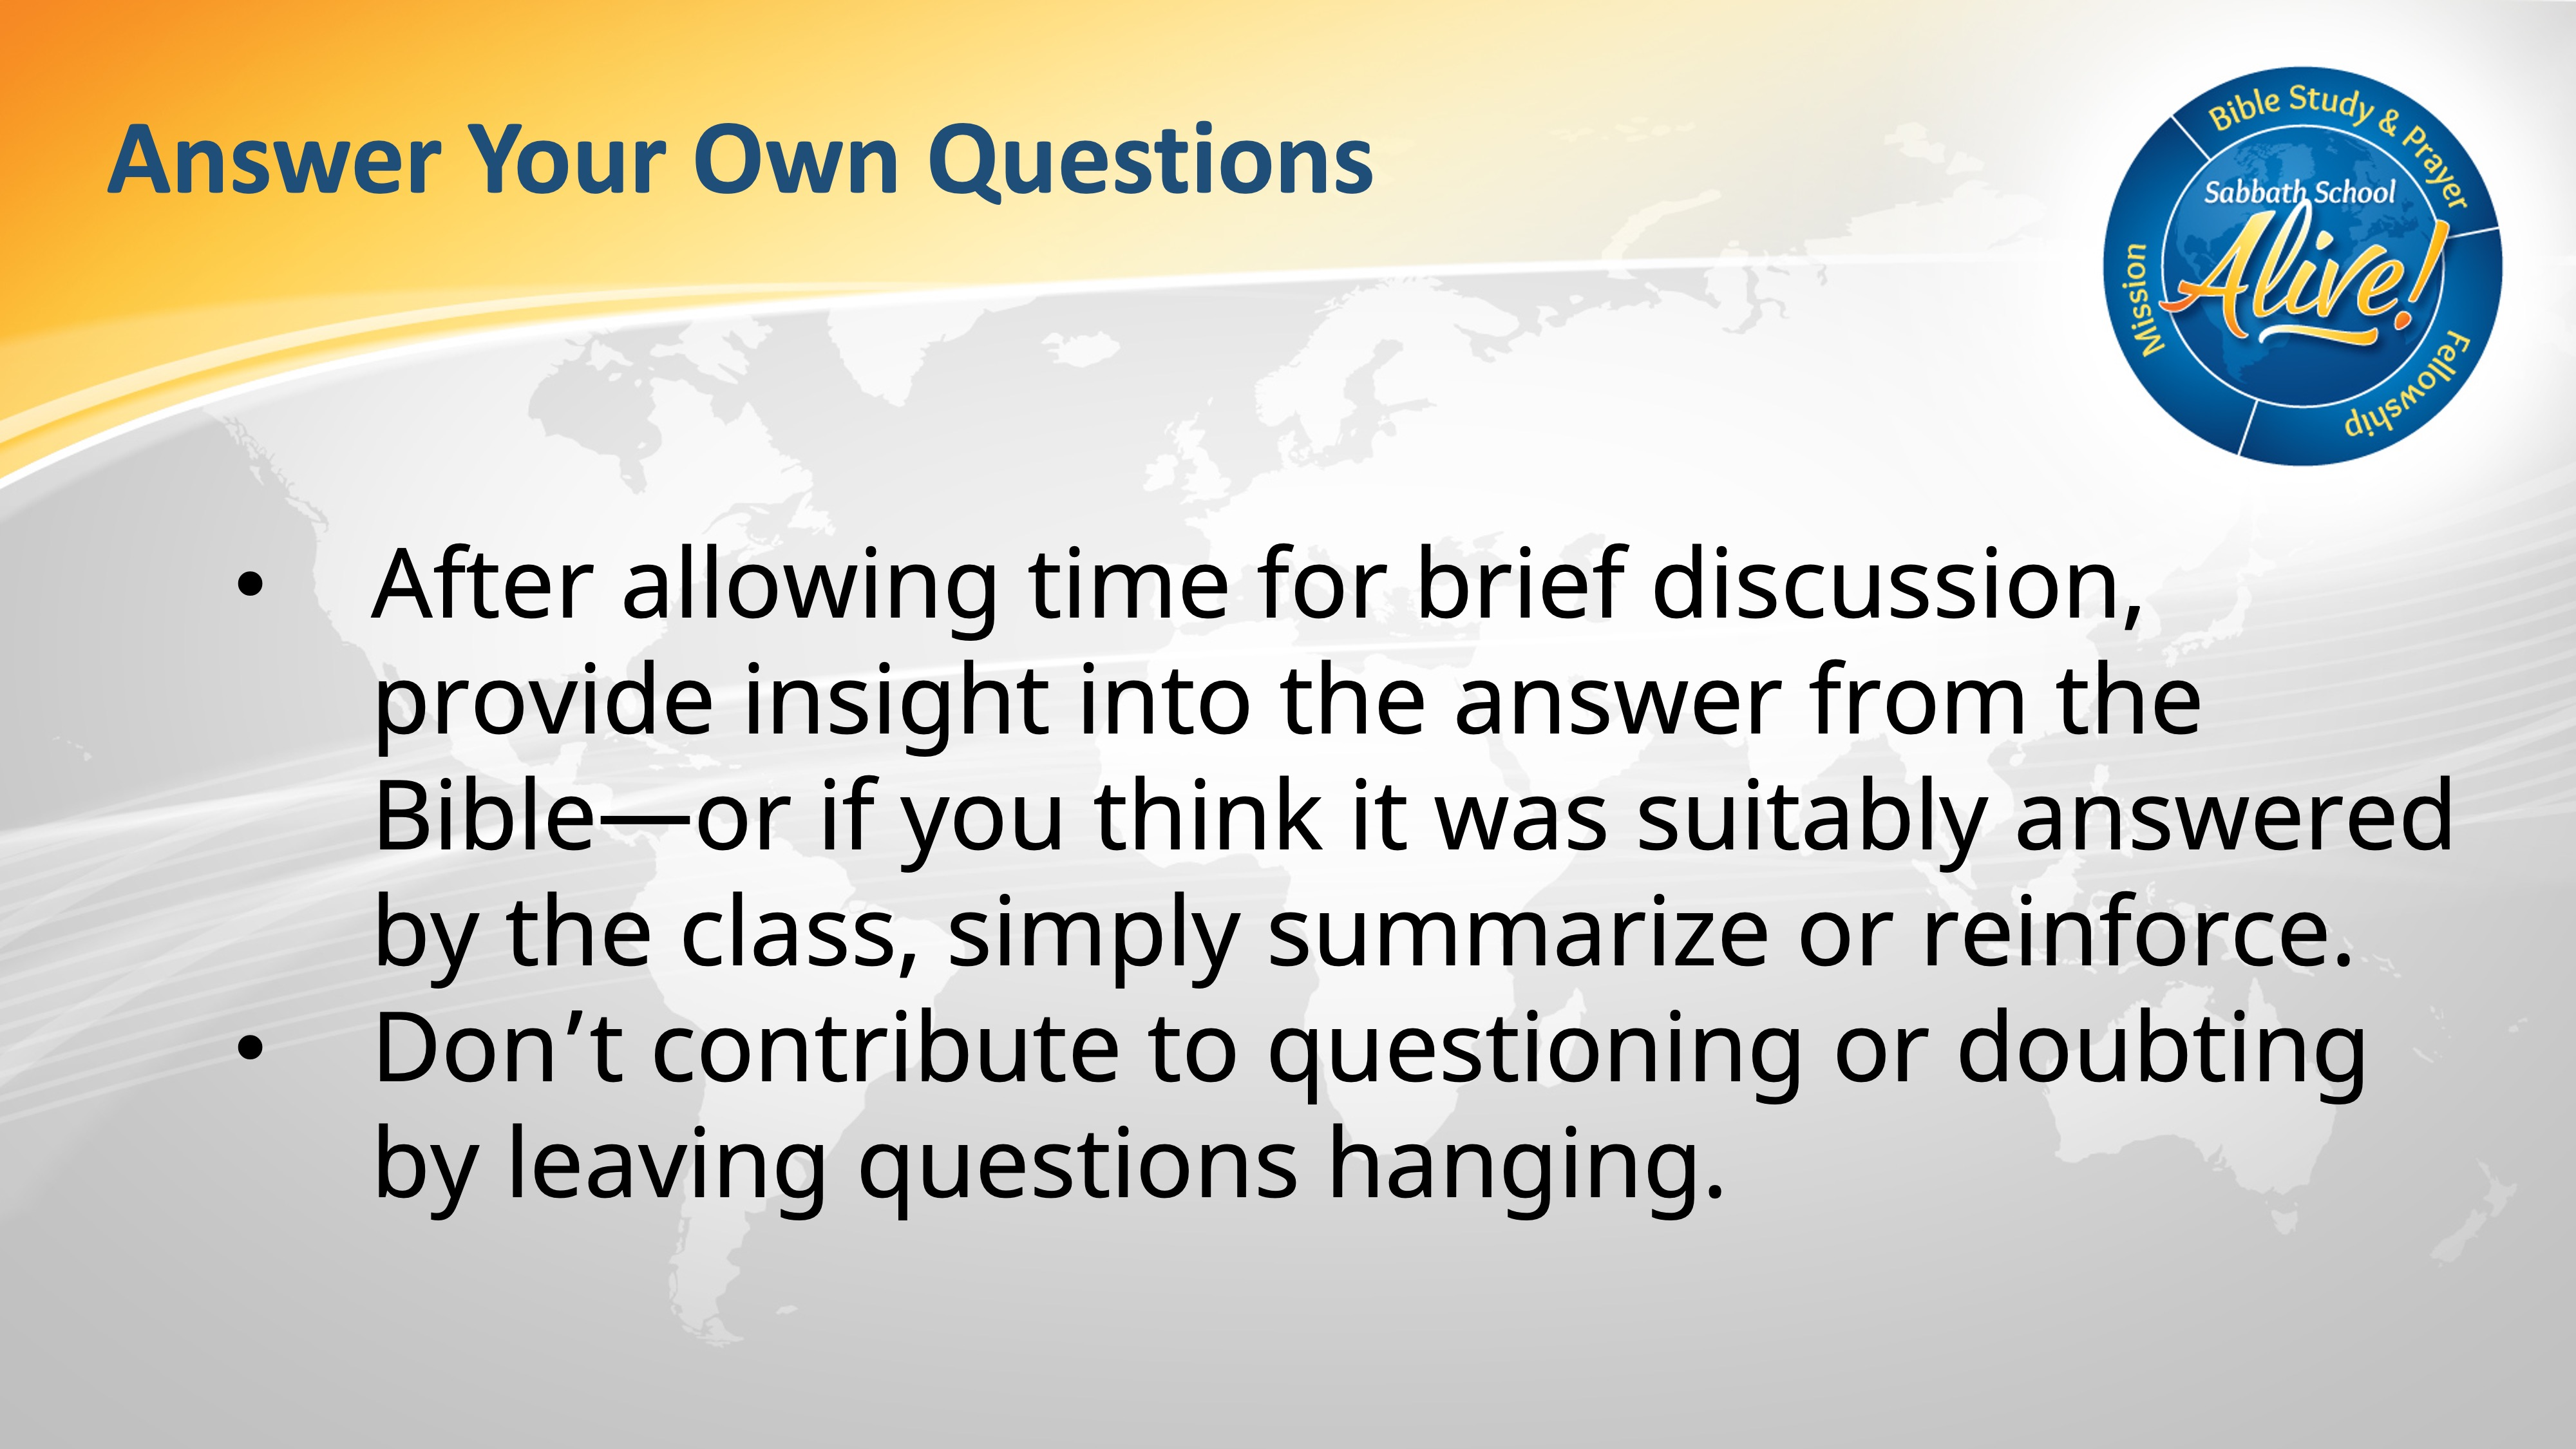 Answer Your Own Questions
Bible Study & Prayer
Sabbath School
Alive!
Mission
Fellowship
• After allowing time for brief discussion,
provide insight into the answer from the
Bible—or if you think it was suitably answered
by the class, simply summarize or reinforce.
• Don’t contribute to questioning or doubting
by leaving questions hanging.